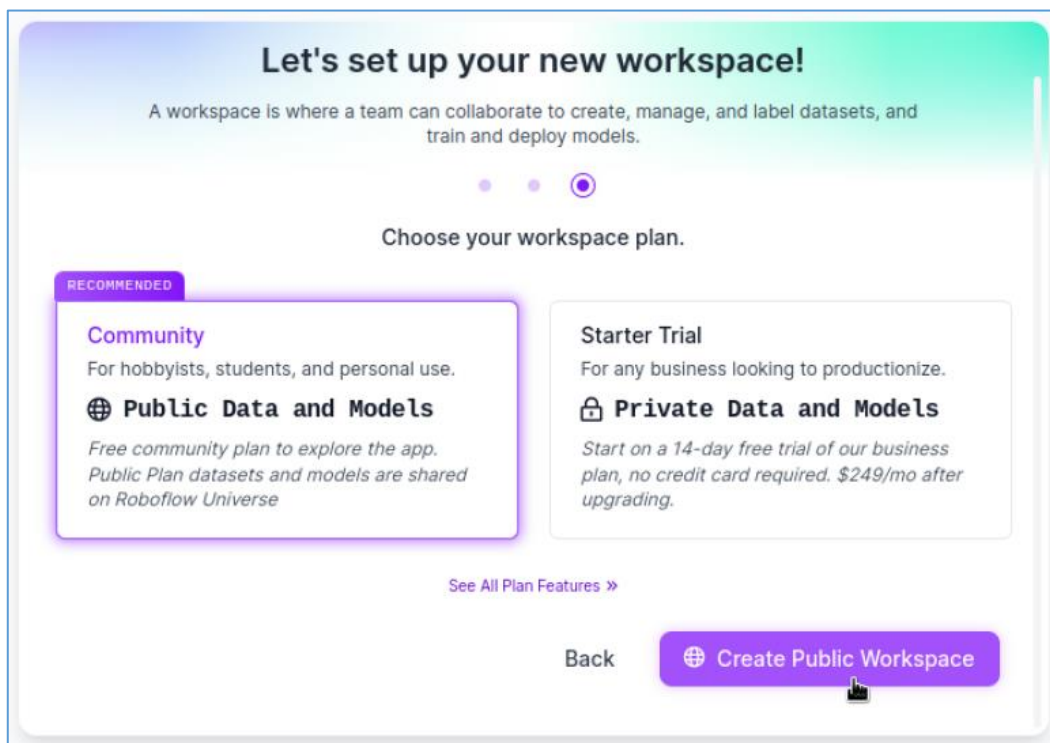 Let's set up your new workspace!
A workspace is where a team can collaborate to create, manage, and label datasets, and
train and deploy models.
Choose your workspace plan.
RECOMMENDED
Community
For hobbyists, students, and personal use.
Public Data and Models
Free community plan to explore the app.
Public Plan datasets and models are shared
on Roboflow Universe
Starter Trial
For any business looking to productionize.
Private Data and Models
Start on a 14-day free trial of our business
plan, no credit card required. $249/mo after
upgrading.
See All Plan Features »
Back
Create Public Workspace